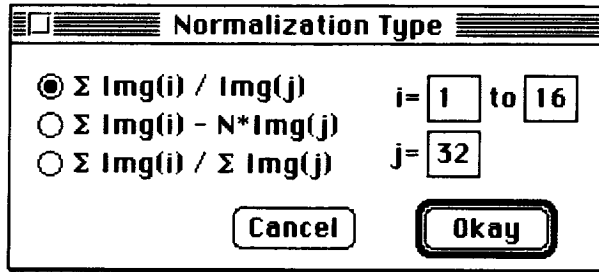 Normalization Type
Σ Img(i) / Img(j)
i= 1 to 16
Σ Img(i) - N*Img(j)
Σ Img(i) / Σ Img(j)
j= 32
Cancel
Okay